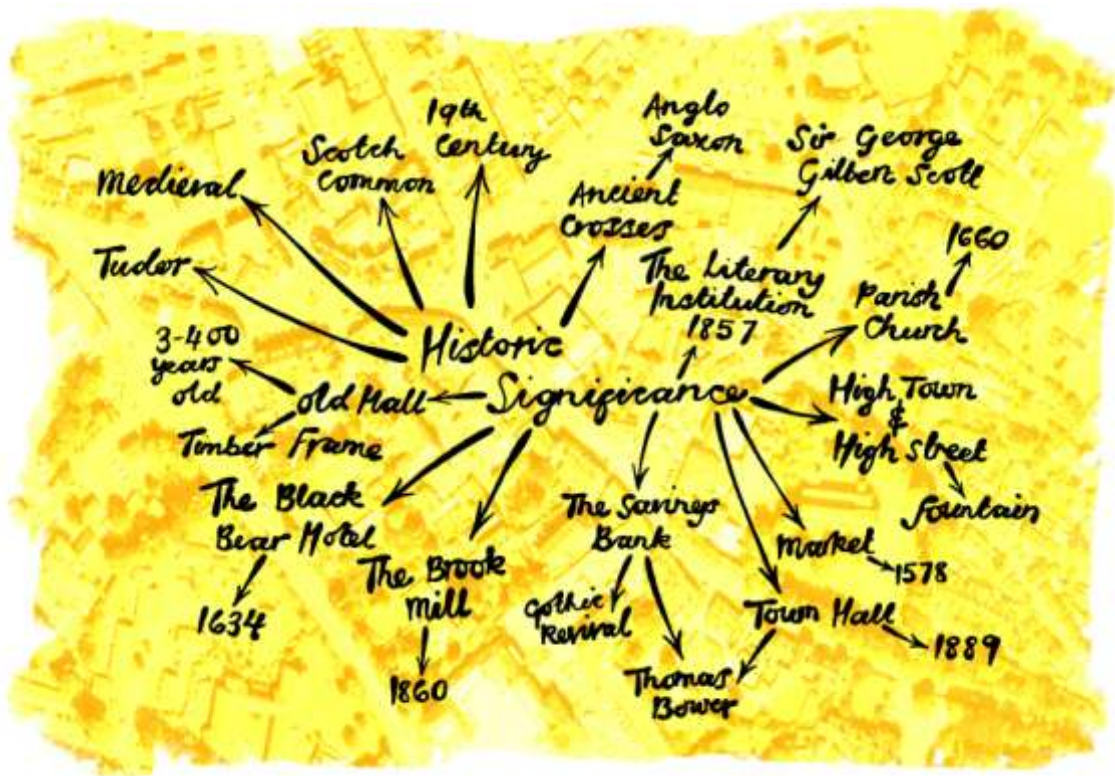 Medieval
Tudor
Scotch
Common
19th
Century
Anglo
Saxon
Ancient
Crosses
Sir George
Gilbert Scott
The Literary
Institution
1857
1660
Parish
Church
Historic
Significance
3-400
years
old
Old Hall
Timber Frame
High Town
&
High Street
Fountain
The Black
Bear Hotel
1634
The Brook
Mill
1860
The Savings
Bank
Gothic
Revival
Thomas
Bower
Market
1578
Town Hall
1889